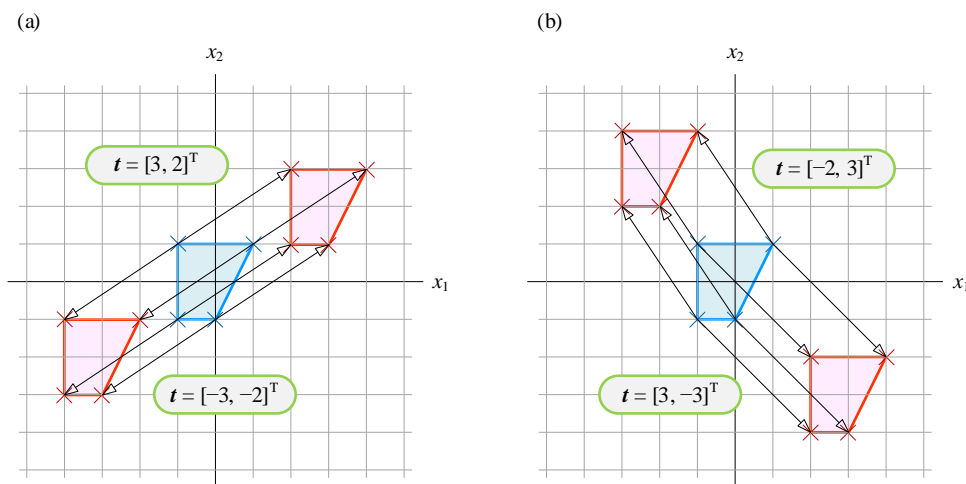 (a)
x₂
t = [3, 2]ᵀ
x₁
t = [−3, −2]ᵀ
(b)
x₂
t = [−2, 3]ᵀ
x₁
t = [3, −3]ᵀ